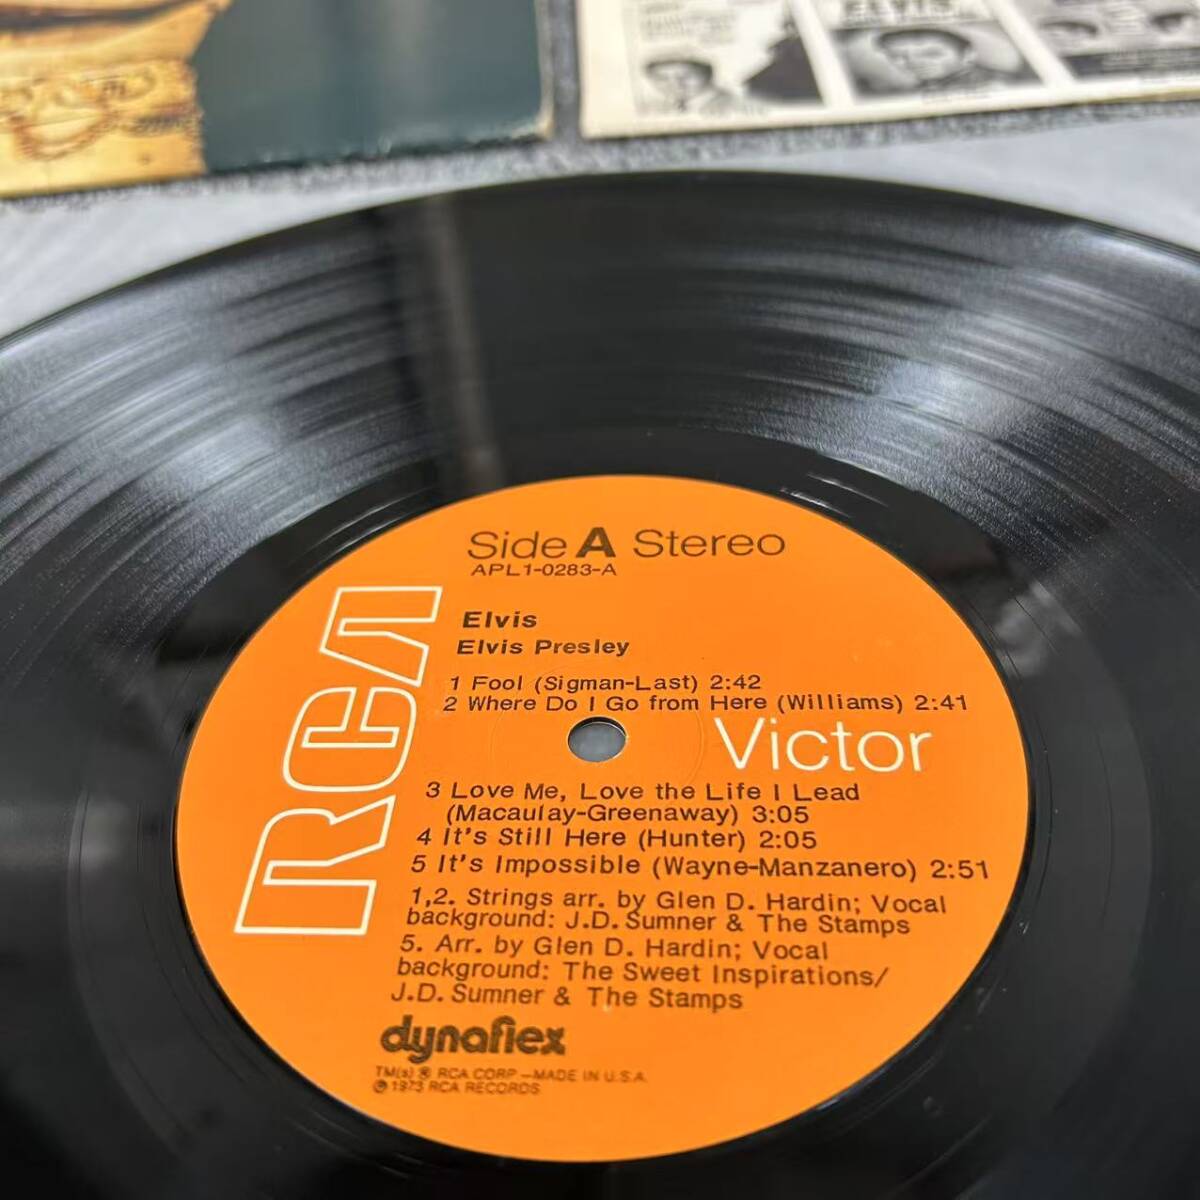 ELVIS
Side A Stereo
APL1-0283-A
RCA
Elvis
Elvis Presley
1 Fool (Sigman-Last) 2:42
2 Where Do I Go from Here (Williams) 2:41
Victor
3 Love Me, Love the Life I Lead
(Macaulay-Greenaway) 3:05
4 It's Still Here (Hunter) 2:05
5 It's Impossible (Wayne-Manzanero) 2:51
1,2. Strings arr. by Glen D. Hardin; Vocal
background: J.D. Sumner & The Stamps
5. Arr. by Glen D. Hardin; Vocal
background: The Sweet Inspirations/
J.D. Sumner & The Stamps
dynaflex
TM(s) ® RCA CORP.—MADE IN U.S.A.
℗ 1973 RCA RECORDS